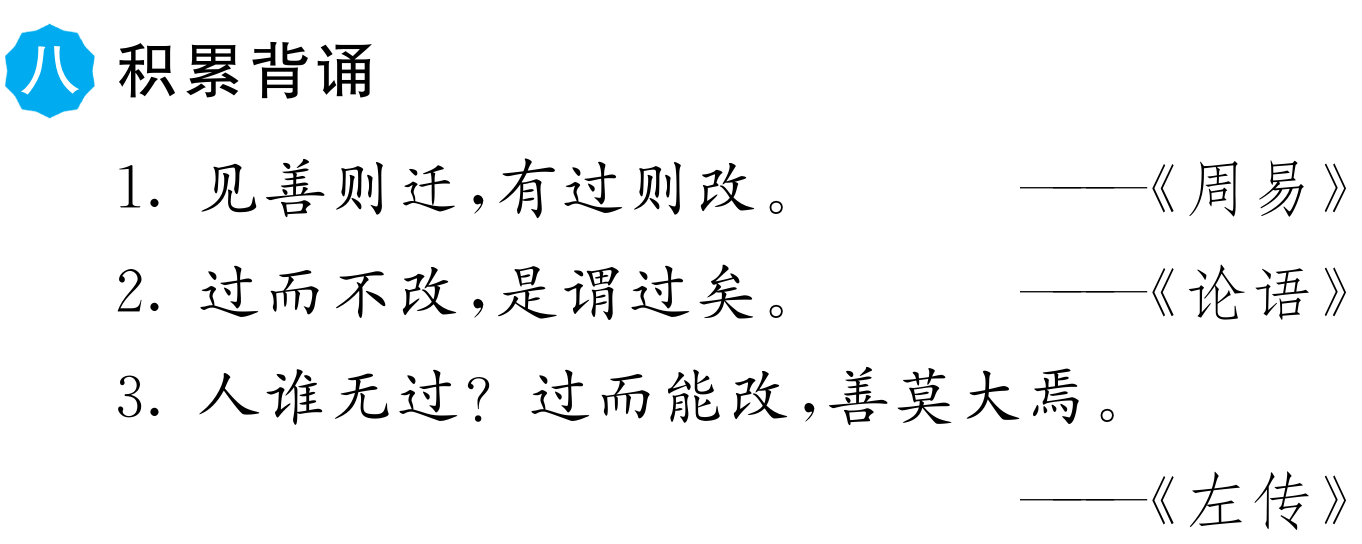 八 积累背诵
1. 见善则迁,有过则改。 ——《周易》
2. 过而不改,是谓过矣。 ——《论语》
3. 人谁无过? 过而能改,善莫大焉。
——《左传》